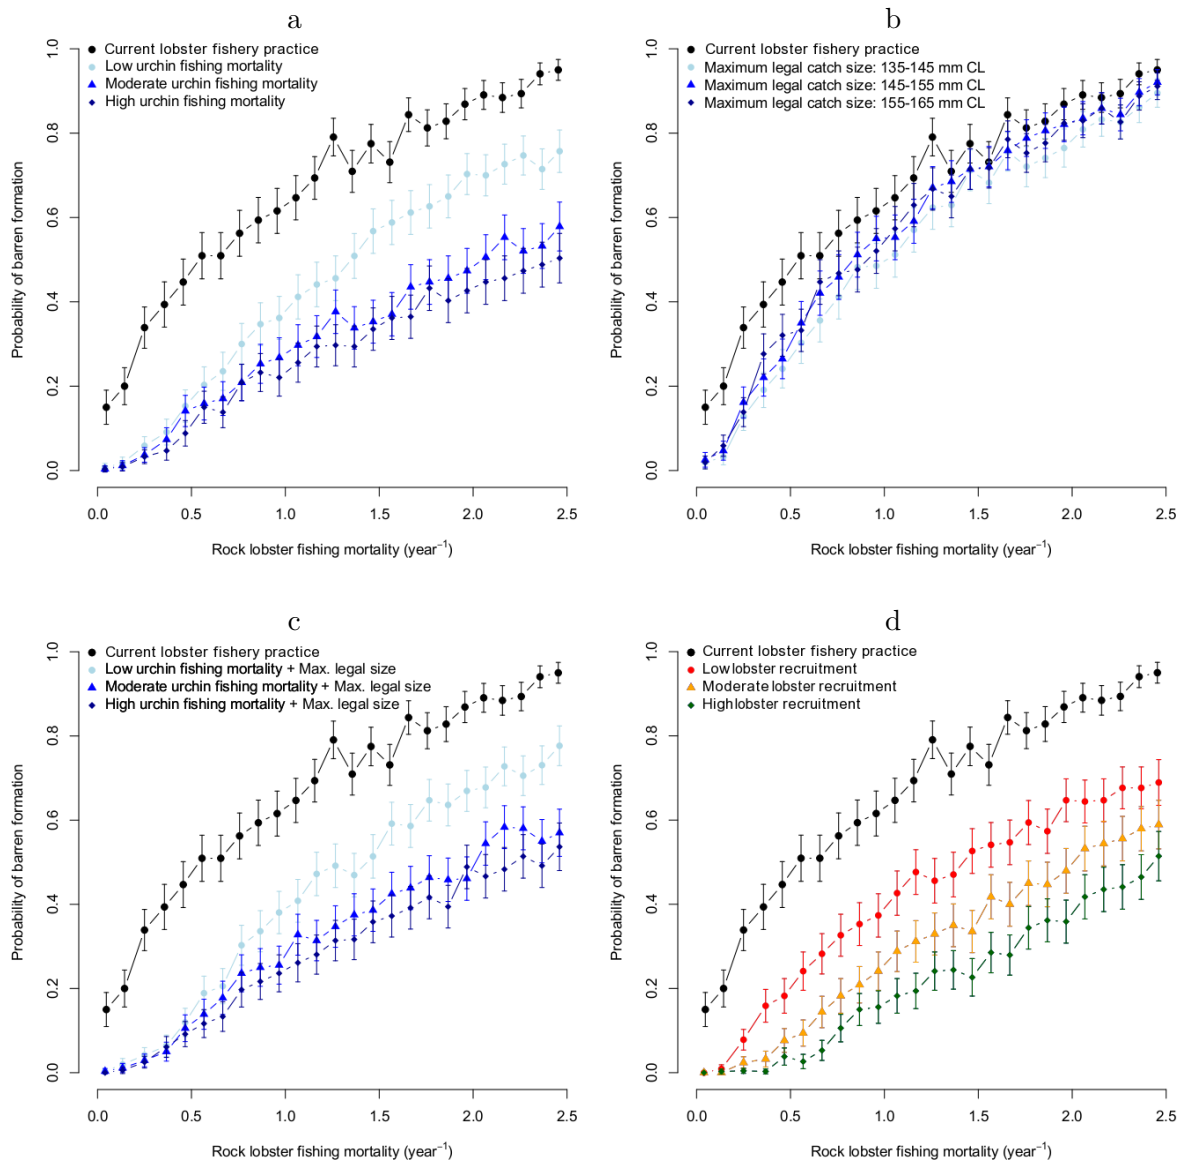 a
Current lobster fishery practice
Low urchin fishing mortality
Moderate urchin fishing mortality
High urchin fishing mortality
Probability of barren formation
0.0 0.2 0.4 0.6 0.8 1.0
0.0 0.5 1.0 1.5 2.0 2.5
Rock lobster fishing mortality (year⁻¹)
b
Current lobster fishery practice
Maximum legal catch size: 135-145 mm CL
Maximum legal catch size: 145-155 mm CL
Maximum legal catch size: 155-165 mm CL
Probability of barren formation
0.0 0.2 0.4 0.6 0.8 1.0
0.0 0.5 1.0 1.5 2.0 2.5
Rock lobster fishing mortality (year⁻¹)
c
Current lobster fishery practice
Low urchin fishing mortality + Max. legal size
Moderate urchin fishing mortality + Max. legal size
High urchin fishing mortality + Max. legal size
Probability of barren formation
0.0 0.2 0.4 0.6 0.8 1.0
0.0 0.5 1.0 1.5 2.0 2.5
Rock lobster fishing mortality (year⁻¹)
d
Current lobster fishery practice
Low lobster recruitment
Moderate lobster recruitment
High lobster recruitment
Probability of barren formation
0.0 0.2 0.4 0.6 0.8 1.0
0.0 0.5 1.0 1.5 2.0 2.5
Rock lobster fishing mortality (year⁻¹)